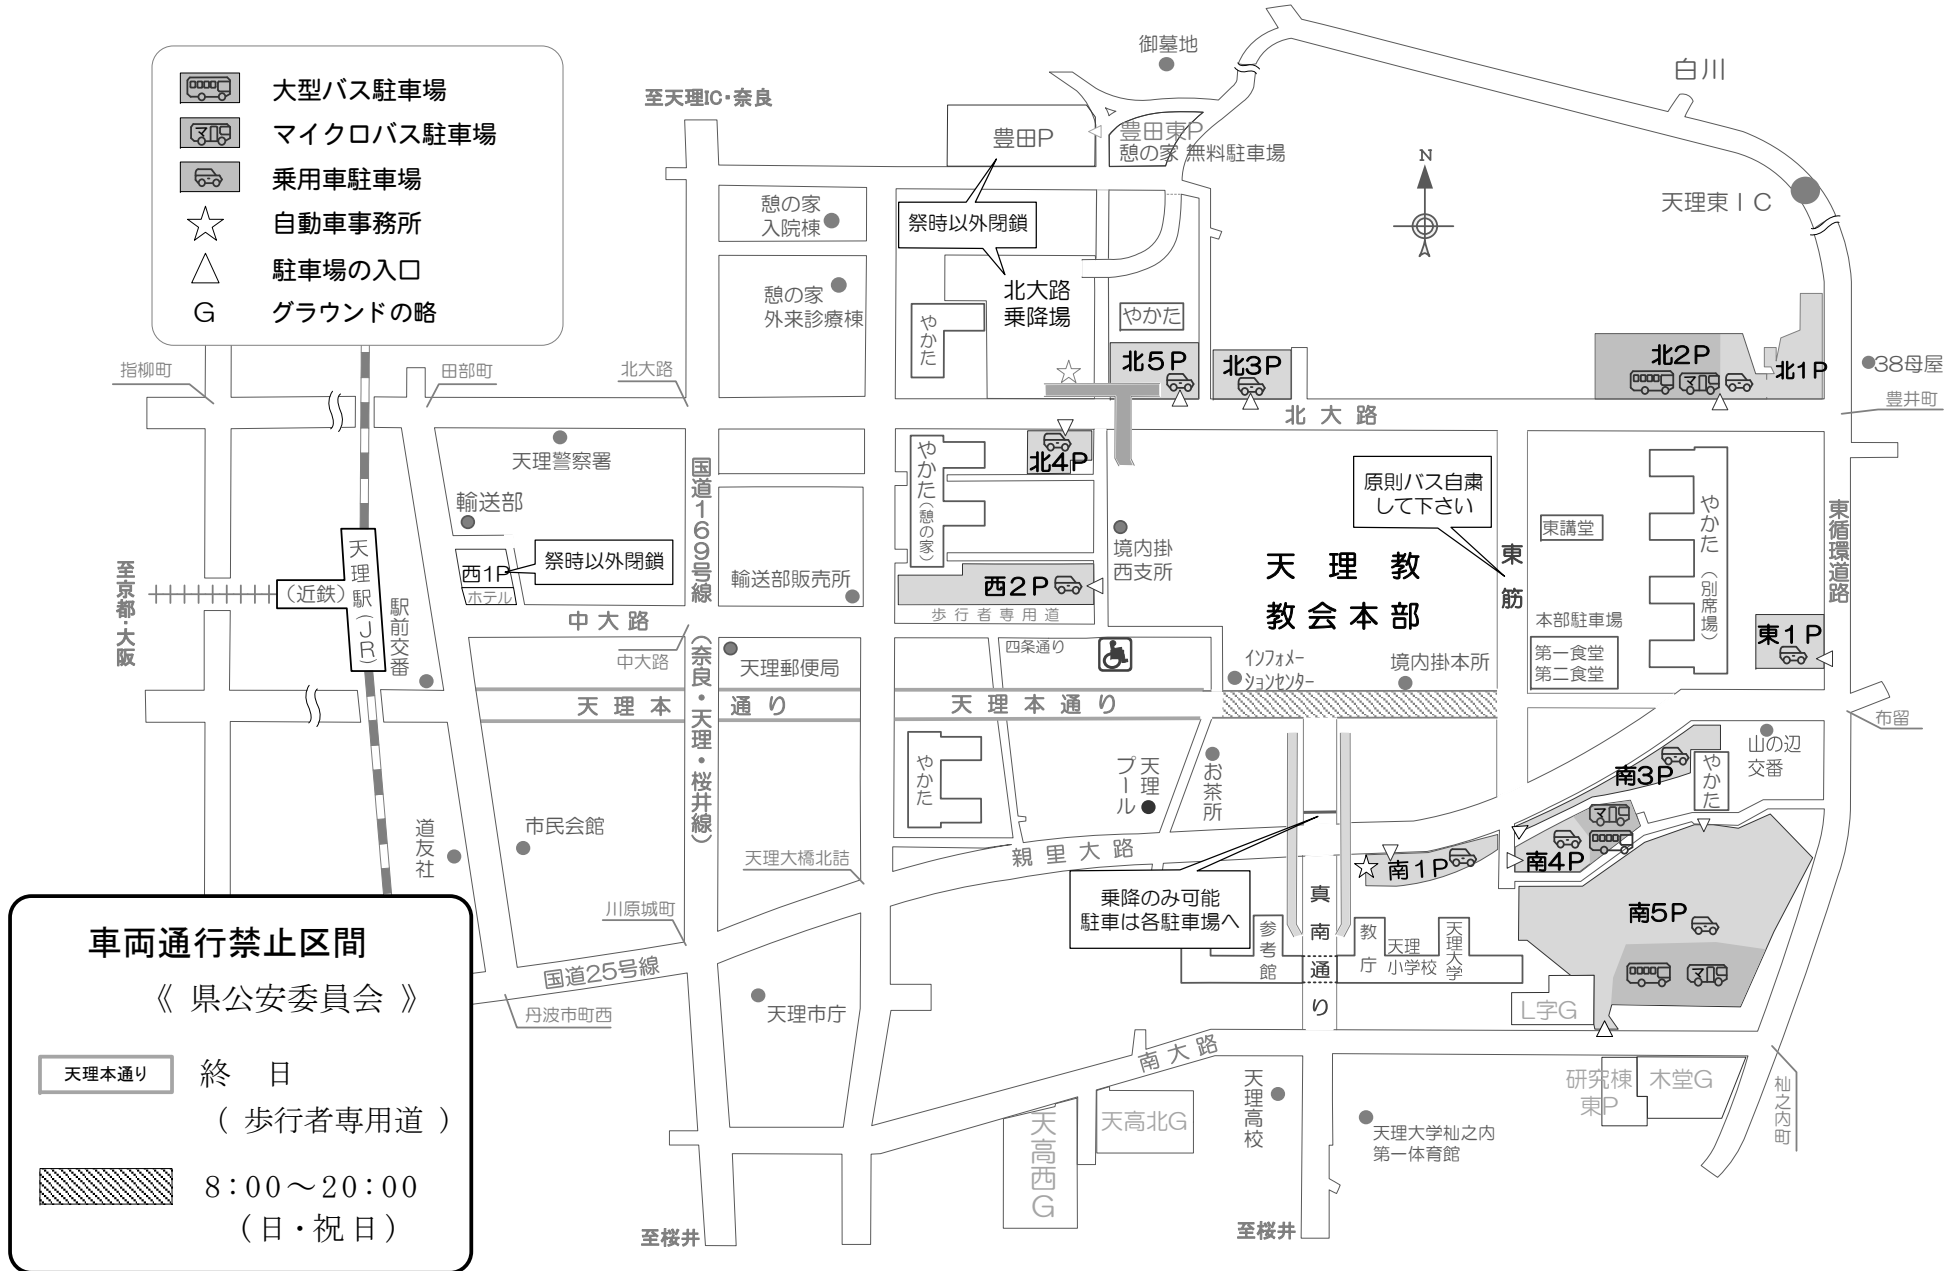 大型バス駐車場
マイクロバス駐車場
乗用車駐車場
自動車事務所
駐車場の入口
G グラウンドの略
御墓地
白川
至天理IC・奈良
豊田P
豊田東P
憩の家 無料駐車場
N
天理東IC
憩の家
入院棟
祭時以外閉鎖
憩の家
外来診療棟
北大路
乗降場
やかた
やかた
北5P
北3P
北2P
北1P
38母屋
指柳町
田部町
北大路
豊井町
北大路
天理警察署
国道169号線
(奈良・天理・桜井線)
やかた(憩の家)
北4P
原則バス自粛
して下さい
輸送部
西1P
ホテル
祭時以外閉鎖
輸送部販売所
西2P
歩行者専用道
境内掛
西支所
天理教
教会本部
東筋
東講堂
やかた(別席場)
東循環道路
至京都・大阪
(近鉄)
天理駅(JR)
駅前交番
中大路
中大路
天理郵便局
四条通り
インフォメー
ションセンター
境内掛本所
本部駐車場
第一食堂
第二食堂
東1P
天理本通り
天理本通り
布留
やかた
天理
プール
お茶所
南3P
やかた
山の辺
交番
道友社
市民会館
天理大橋北詰
親里大路
南1P
南4P
川原城町
乗降のみ可能
駐車は各駐車場へ
真南通り
南5P
参考館
教庁
天理
小学校
天理大学
国道25号線
丹波市町西
天理市庁
L字G
南大路
天理高校
天高西G
天高北G
天理大学杣之内
第一体育館
研究棟
東P
木堂G
杣之内町
至桜井
至桜井
車両通行禁止区間
《 県公安委員会 》
天理本通り
終 日
( 歩行者専用道 )
8:00～20:00
(日・祝日)